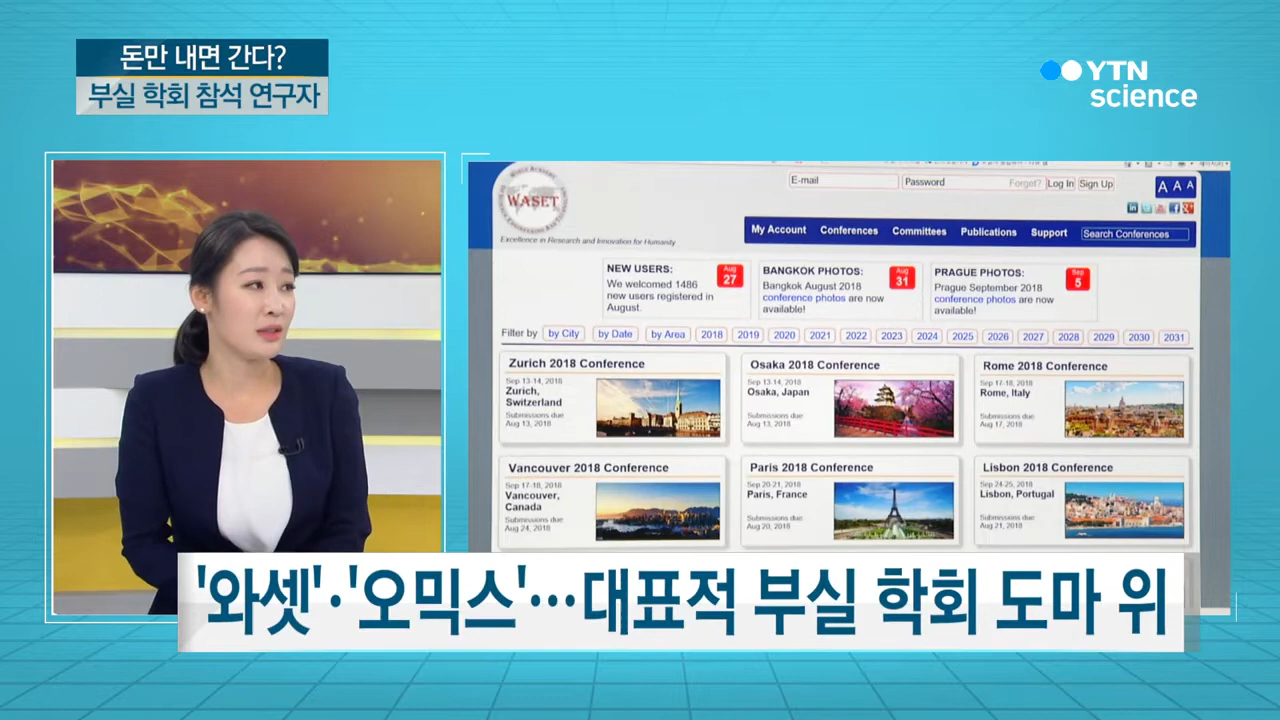 돈만 내면 간다?
부실 학회 참석 연구자
YTN
science
WASET
Excellence in Research and Innovation for Humanity
E-mail
Password
Forgot?
Log In
Sign Up
A A A
My Account
Conferences
Committees
Publications
Support
Search Conferences
NEW USERS:
We welcomed 1486
new users registered in
August.
Aug
27
BANGKOK PHOTOS:
Bangkok August 2018
conference photos are now
available!
Aug
31
PRAGUE PHOTOS:
Prague September 2018
conference photos are now
available!
Sep
5
Filter by by City by Date by Area 2018 2019 2020 2021 2022 2023 2024 2025 2026 2027 2028 2029 2030 2031
Zurich 2018 Conference
Sep 13-14, 2018
Zurich,
Switzerland
Submissions due
Aug 13, 2018
Osaka 2018 Conference
Sep 13-14, 2018
Osaka, Japan
Submissions due
Aug 13, 2018
Rome 2018 Conference
Sep 17-18, 2018
Rome, Italy
Submissions due
Aug 17, 2018
Vancouver 2018 Conference
Sep 17-18, 2018
Vancouver,
Canada
Submissions due
Aug 24, 2018
Paris 2018 Conference
Sep 20-21, 2018
Paris, France
Submissions due
Aug 20, 2018
Lisbon 2018 Conference
Sep 24-25, 2018
Lisbon, Portugal
Submissions due
Aug 21, 2018
'와셋'·'오믹스'…대표적 부실 학회 도마 위